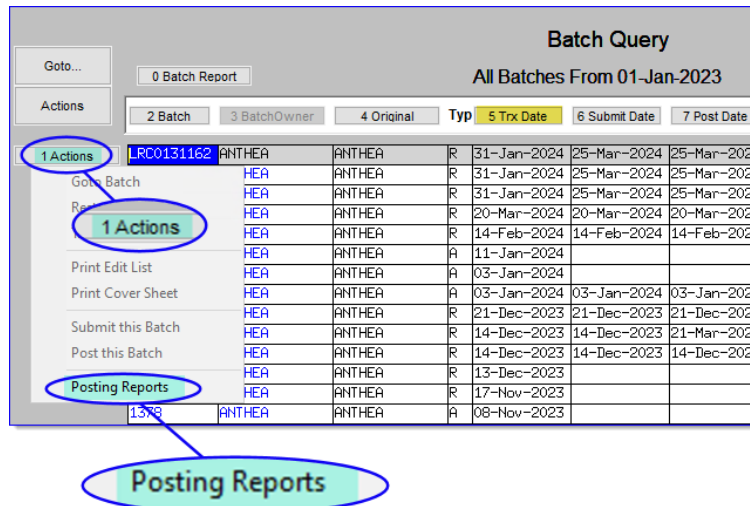 Batch Query
Goto...
0 Batch Report
All Batches From 01-Jan-2023
Actions
2 Batch 3 BatchOwner 4 Original Typ 5 Trx Date 6 Submit Date 7 Post Date
1 Actions LRC0131162 ANTHEA ANTHEA R 31-Jan-2024 25-Mar-2024 25-Mar-202
Goto Batch HEA ANTHEA R 31-Jan-2024 25-Mar-2024 25-Mar-202
HEA ANTHEA R 31-Jan-2024 25-Mar-2024 25-Mar-202
1 Actions HEA ANTHEA R 20-Mar-2024 20-Mar-2024 20-Mar-202
HEA ANTHEA R 14-Feb-2024 14-Feb-2024 14-Feb-202
Print Edit List HEA ANTHEA A 11-Jan-2024
HEA ANTHEA A 03-Jan-2024
Print Cover Sheet HEA ANTHEA A 03-Jan-2024 03-Jan-2024 03-Jan-202
HEA ANTHEA R 21-Dec-2023 21-Dec-2023 21-Dec-202
Submit this Batch HEA ANTHEA R 14-Dec-2023 14-Dec-2023 21-Mar-202
Post this Batch HEA ANTHEA R 14-Dec-2023 14-Dec-2023 14-Dec-202
HEA ANTHEA R 13-Dec-2023
Posting Reports HEA ANTHEA R 17-Nov-2023
1378 ANTHEA ANTHEA A 08-Nov-2023
Posting Reports